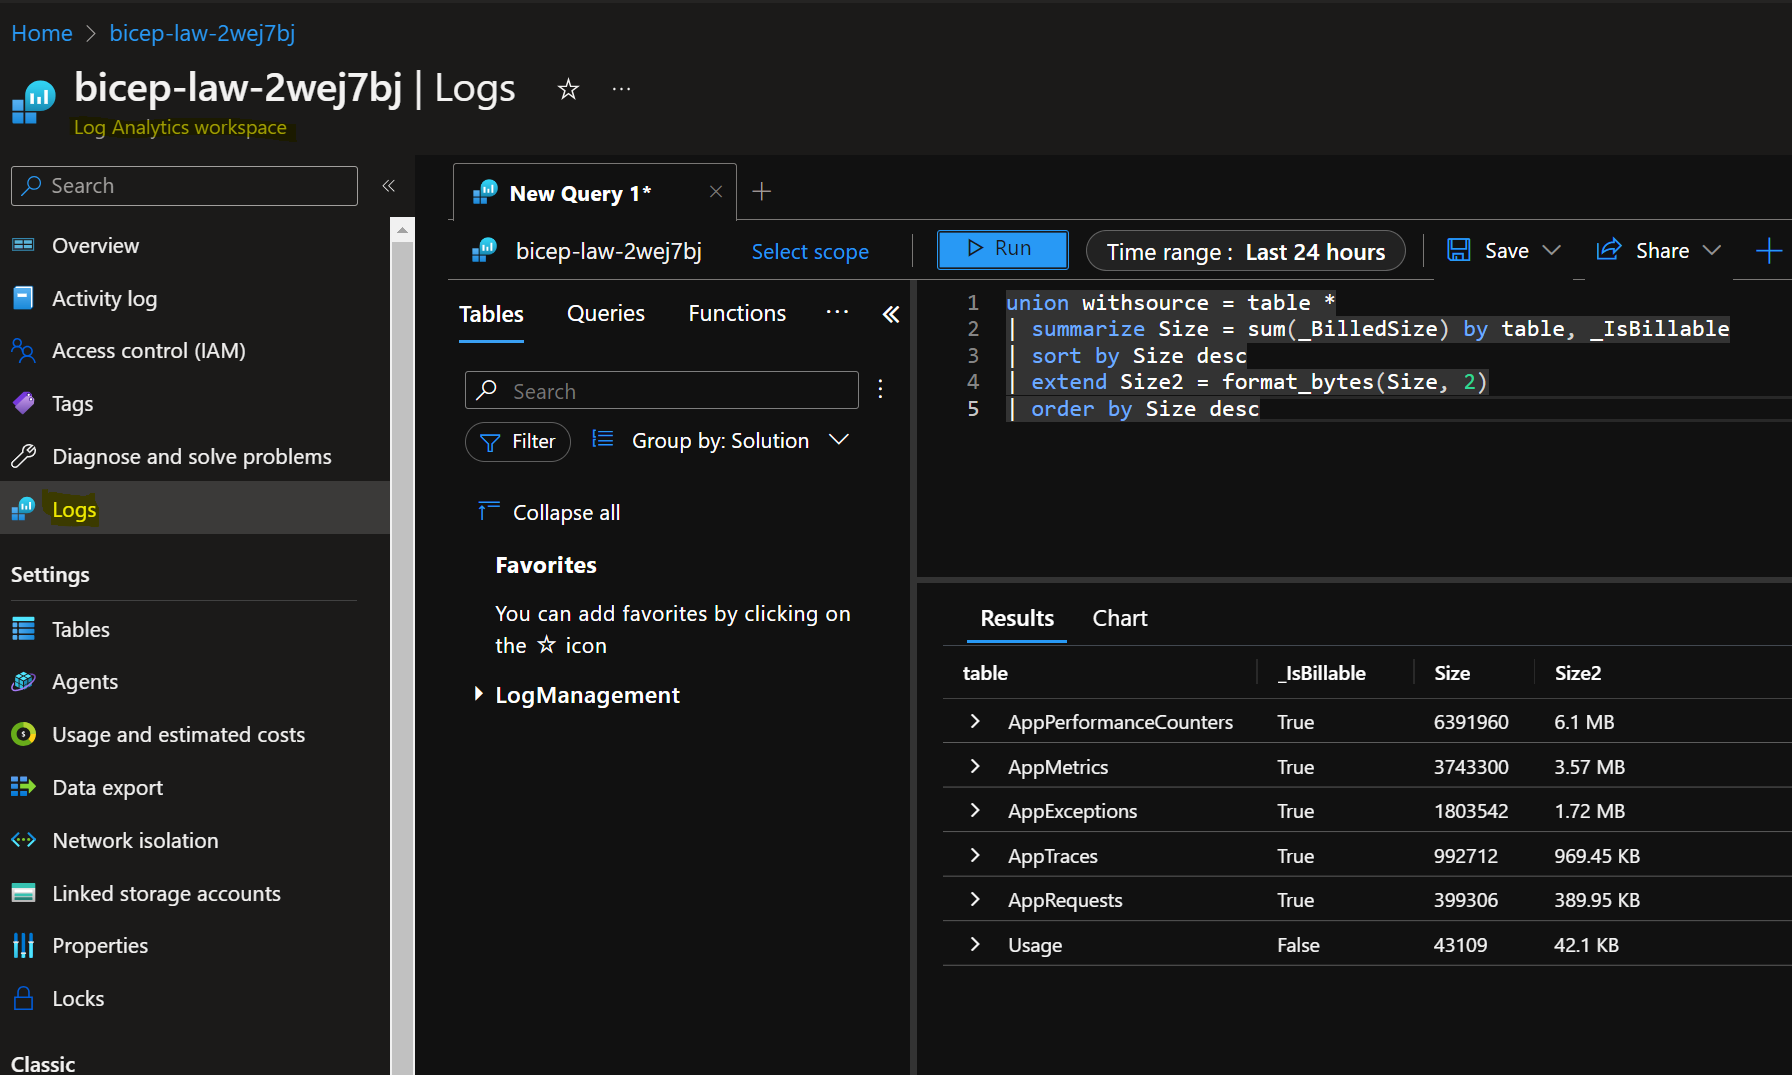 Home > bicep-law-2wej7bj
bicep-law-2wej7bj | Logs
Log Analytics workspace
Search
Overview
Activity log
Access control (IAM)
Tags
Diagnose and solve problems
Logs
Settings
Tables
Agents
Usage and estimated costs
Data export
Network isolation
Linked storage accounts
Properties
Locks
Classic
New Query 1*
bicep-law-2wej7bj Select scope
Run Time range : Last 24 hours Save Share
Tables Queries Functions ...
Search
Filter Group by: Solution
Collapse all
Favorites
You can add favorites by clicking on
the ☆ icon
LogManagement
1 union withsource = table *
2 | summarize Size = sum(_BilledSize) by table, _IsBillable
3 | sort by Size desc
4 | extend Size2 = format_bytes(Size, 2)
5 | order by Size desc
Results Chart
table _IsBillable Size Size2
AppPerformanceCounters True 6391960 6.1 MB
AppMetrics True 3743300 3.57 MB
AppExceptions True 1803542 1.72 MB
AppTraces True 992712 969.45 KB
AppRequests True 399306 389.95 KB
Usage False 43109 42.1 KB